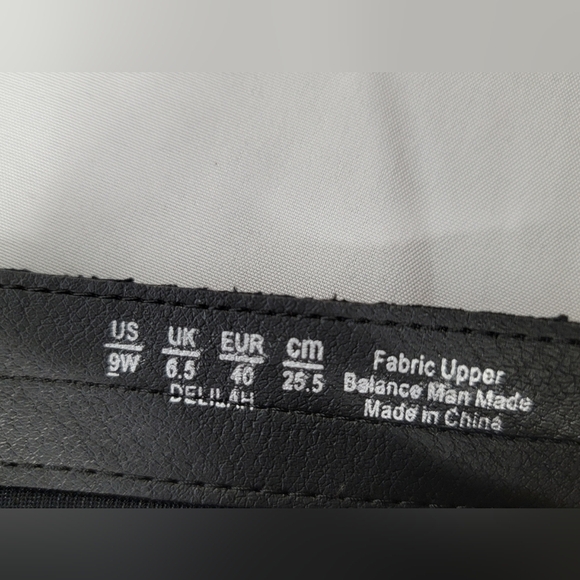 US UK EUR cm
9W 6.5 40 25.5
DELILAH
Fabric Upper
Balance Man Made
Made in China